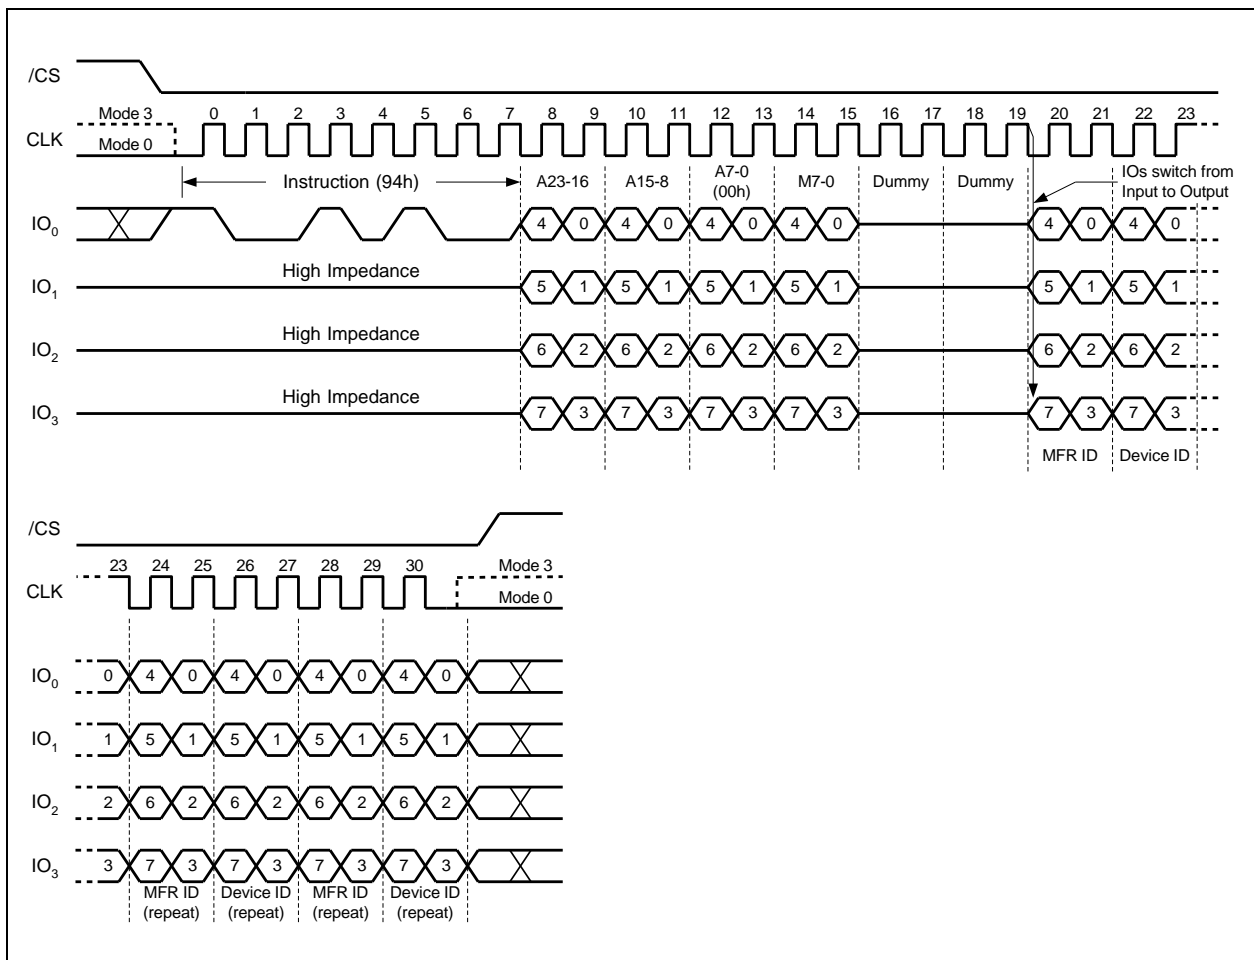 /CS
Mode 3 0 1 2 3 4 5 6 7 8 9 10 11 12 13 14 15 16 17 18 19 20 21 22 23
CLK
Mode 0
Instruction (94h) A23-16 A15-8 A7-0 (00h) M7-0 Dummy Dummy
IOs switch from
Input to Output
IO0 4 0 4 0 4 0 4 0 4 0 4 0
High Impedance
IO1 5 1 5 1 5 1 5 1 5 1 5 1
High Impedance
IO2 6 2 6 2 6 2 6 2 6 2 6 2
High Impedance
IO3 7 3 7 3 7 3 7 3 7 3 7 3
MFR ID Device ID
/CS
23 24 25 26 27 28 29 30 Mode 3
CLK
Mode 0
IO0 0 4 0 4 0 4 0 4 0
IO1 1 5 1 5 1 5 1 5 1
IO2 2 6 2 6 2 6 2 6 2
IO3 3 7 3 7 3 7 3 7 3
MFR ID Device ID MFR ID Device ID
(repeat) (repeat) (repeat) (repeat)